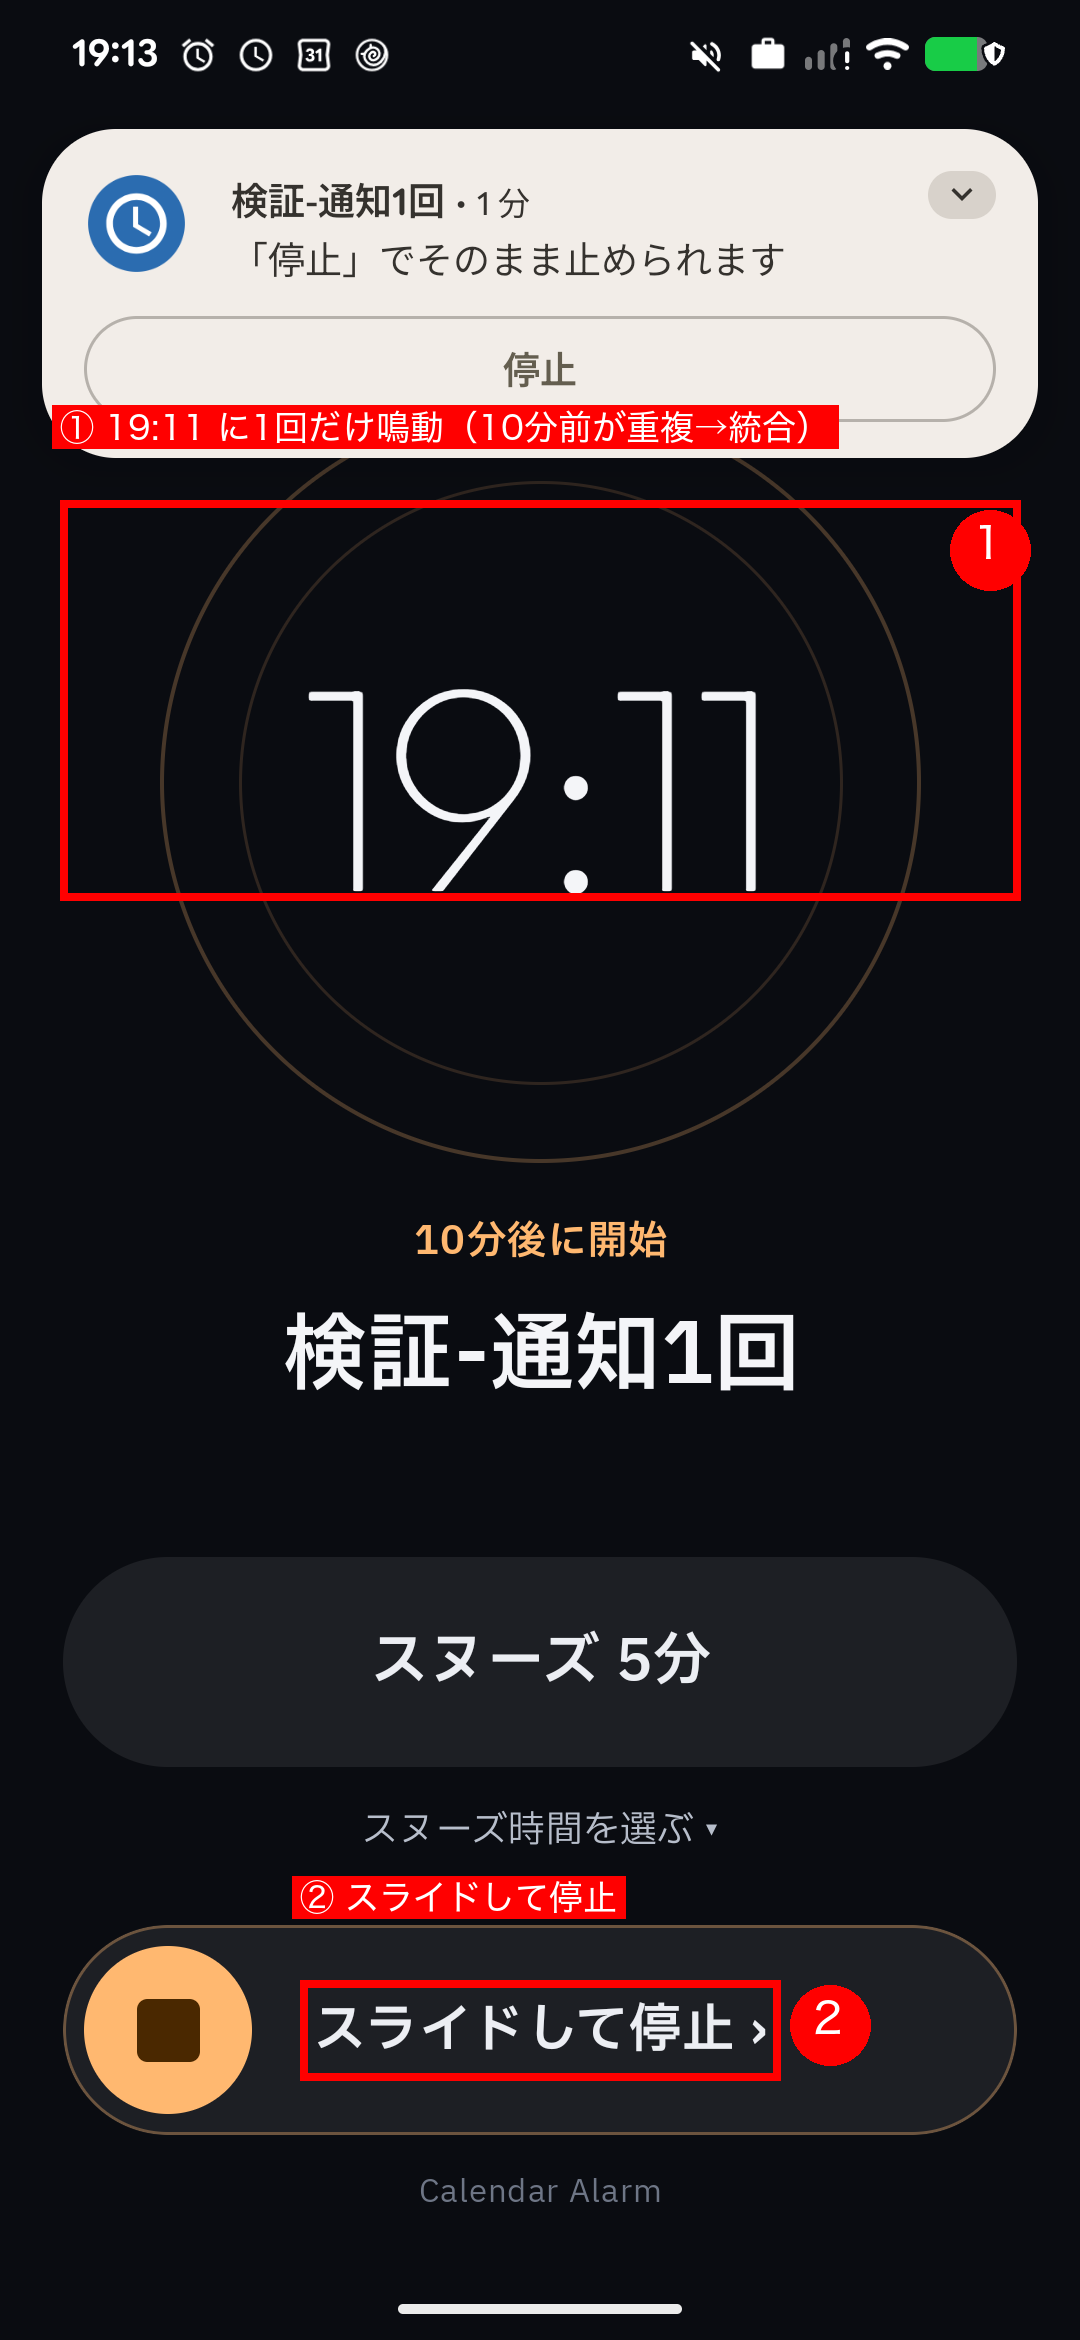 19:13
31
検証-通知1回・1分
「停止」でそのまま止められます
停止
① 19:11 に1回だけ鳴動（10分前が重複→統合）
1
19:11
10分後に開始
検証-通知1回
スヌーズ 5分
スヌーズ時間を選ぶ ▾
② スライドして停止
スライドして停止 ›
2
Calendar Alarm